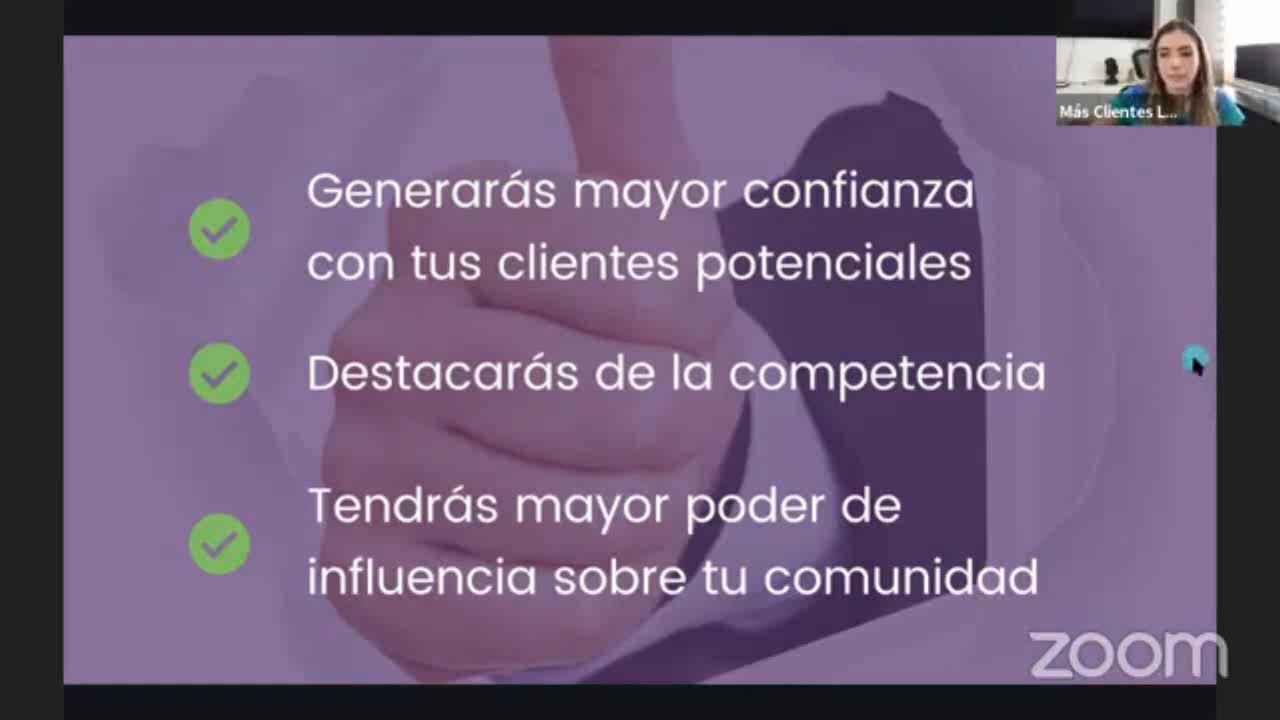 Más Clientes L...
Generarás mayor confianza
con tus clientes potenciales
Destacarás de la competencia
Tendrás mayor poder de
influencia sobre tu comunidad
zoom